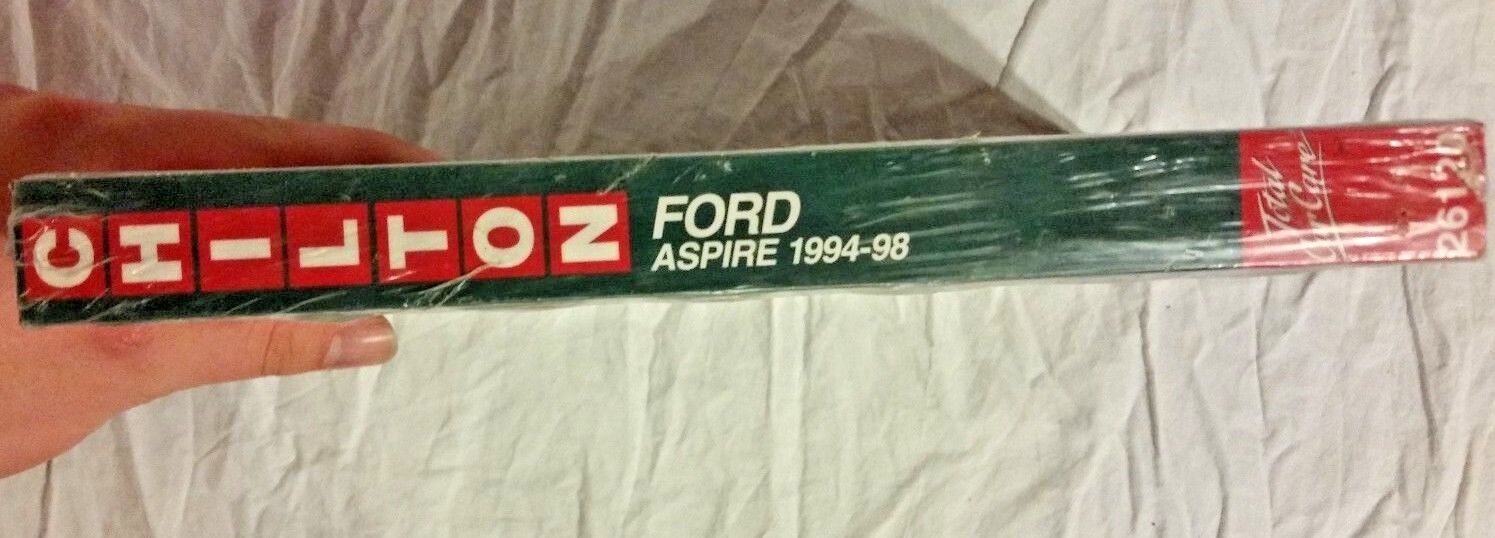 CHILTON
FORD
ASPIRE 1994-98
Total
Car Care
26120